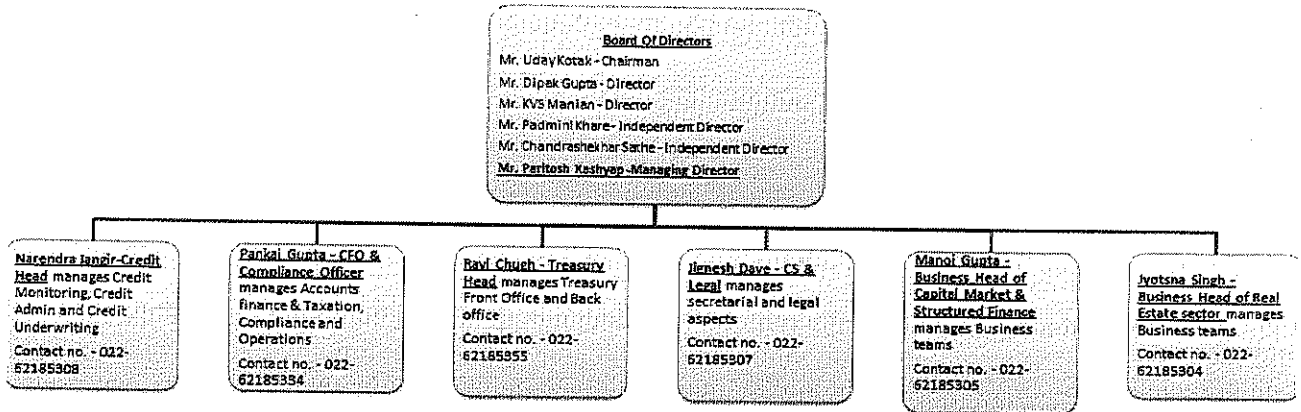 Board Of Directors
Mr. Uday Kotak - Chairman
Mr. Dipak Gupta - Director
Mr. KVS Manian - Director
Mr. Padmini Khare - Independent Director
Mr. Chandrashekhar Sathe - Independent Director
Mr. Paritosh Kashyap -Managing Director
Narendra Jangir-Credit
Head manages Credit
Monitoring, Credit
Admin and Credit
Underwriting
Contact no. - 022-
62185308
Pankaj Gupta - CFO &
Compliance Officer
manages Accounts
finance & Taxation,
Compliance and
Operations
Contact no. - 022-
62185334
Ravi Chugh - Treasury
Head manages Treasury
Front Office and Back
office
Contact no. - 022-
62185355
Jignesh Dave - CS &
Legal manages
secretarial and legal
aspects
Contact no. - 022-
62185307
Manoj Gupta -
Business Head of
Capital Market &
Structured Finance
manages Business
teams
Contact no. - 022-
62185305
Jyotsna Singh -
Business Head of Real
Estate sector manages
Business teams
Contact no. - 022-
62185304